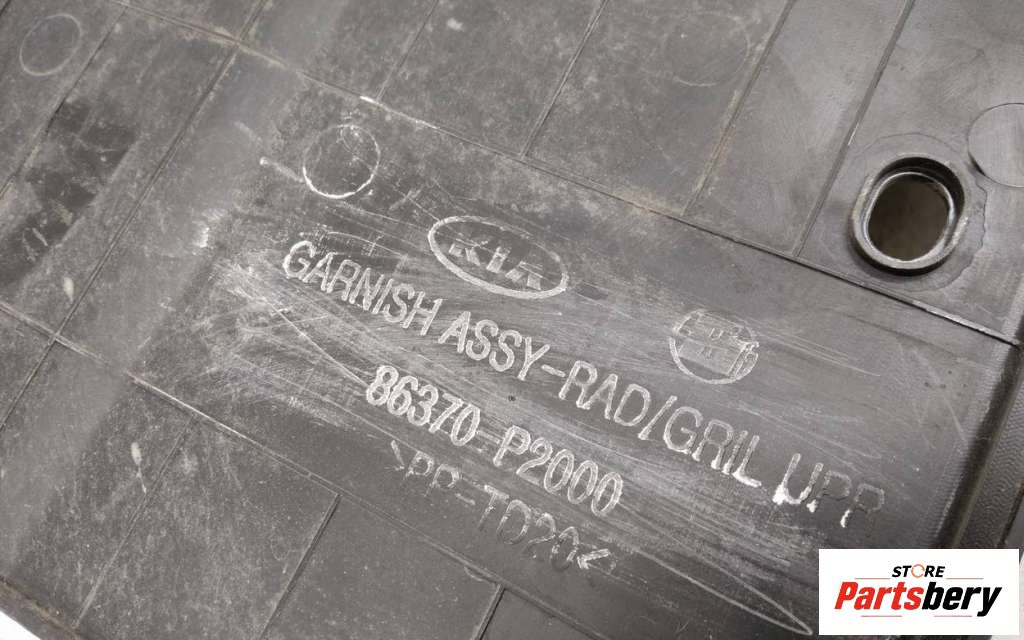 KIA
GARNISH ASSY-RAD/GRIL UPR
86370 P2000
>PP-TD20<
STORE
Partsbery